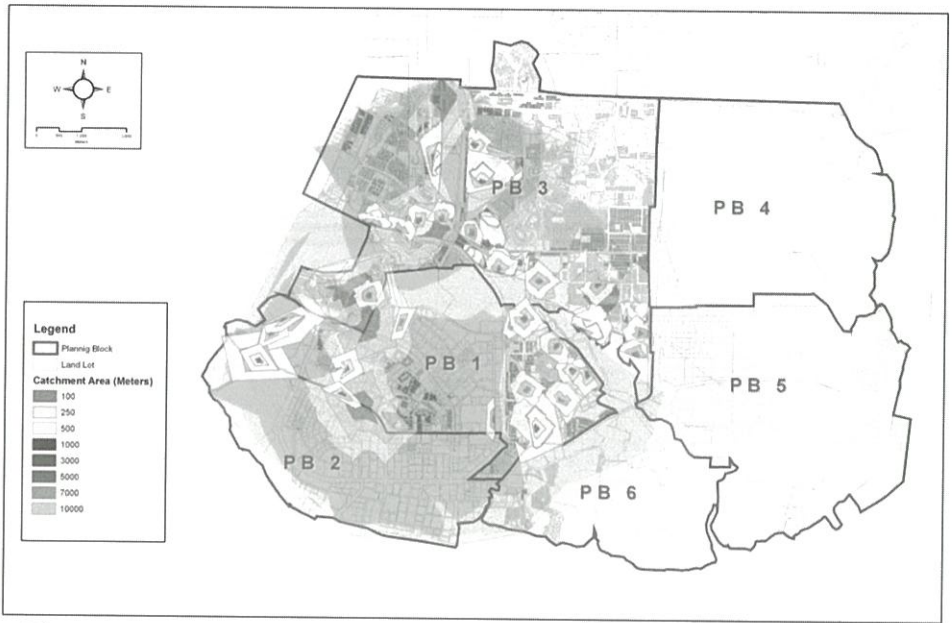 N
W E
S
Meters
PB 3
PB 4
PB 1
PB 5
PB 2
PB 6
Legend
Plannig Block
Land Lot
Catchment Area (Meters)
100
250
500
1000
3000
5000
7000
10000